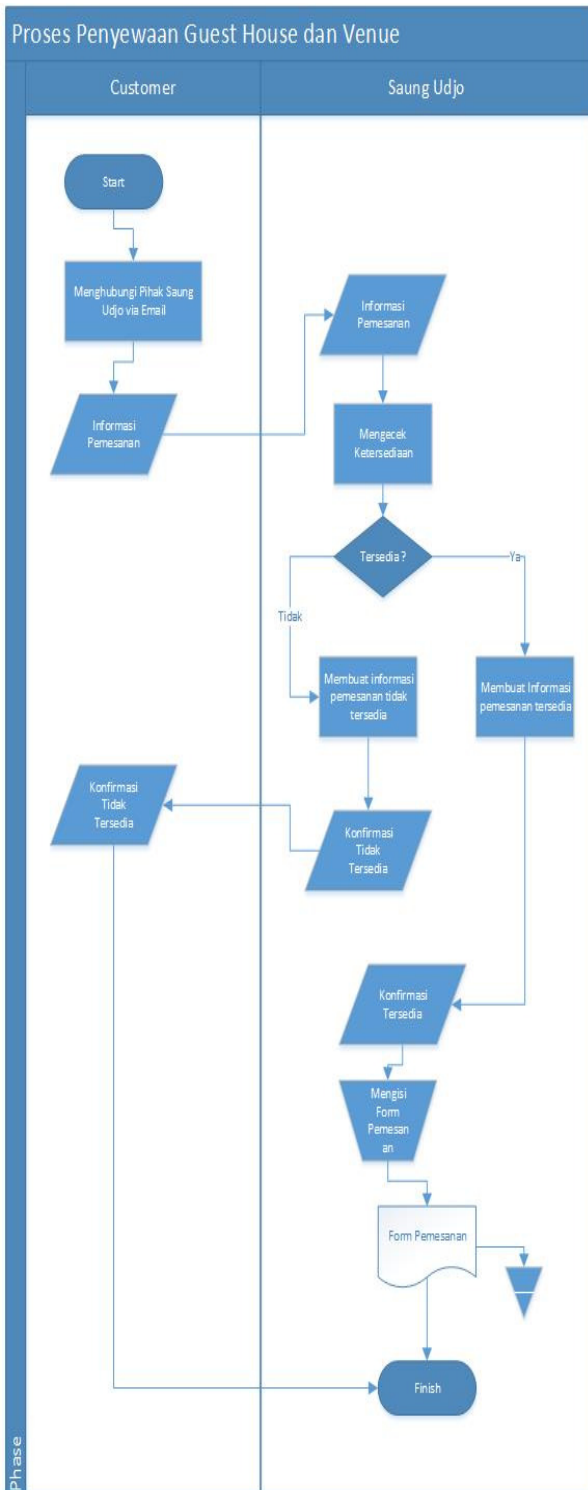 Proses Penyewaan Guest House dan Venue
Customer
Saung Udjo
Start
Menghubungi Pihak Saung
Udjo via Email
Informasi
Pemesanan
Informasi
Pemesanan
Mengecek
Ketersediaan
Tersedia ?
Ya
Tidak
Membuat informasi
pemesanan tidak
tersedia
Membuat Informasi
pemesanan tersedia
Konfirmasi
Tidak
Tersedia
Konfirmasi
Tidak
Tersedia
Konfirmasi
Tersedia
Mengisi
Form
Pemesan
an
Form Pemesanan
Finish
Phase